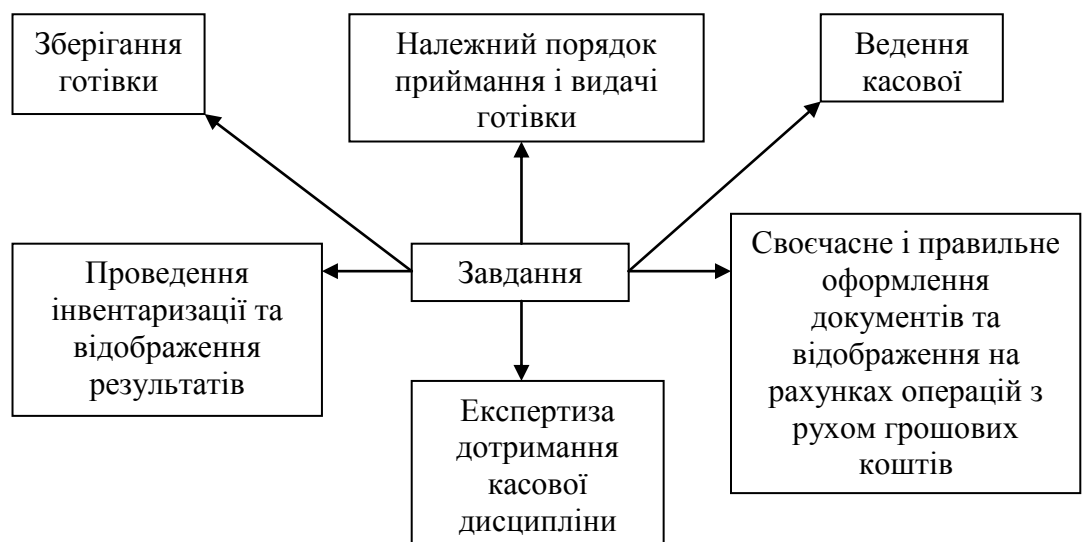 Зберігання
готівки
Належний порядок
приймання і видачі
готівки
Ведення
касової
Проведення
інвентаризації та
відображення
результатів
Завдання
Своєчасне і правильне
оформлення
документів та
відображення на
рахунках операцій з
рухом грошових
коштів
Експертиза
дотримання
касової
дисципліни